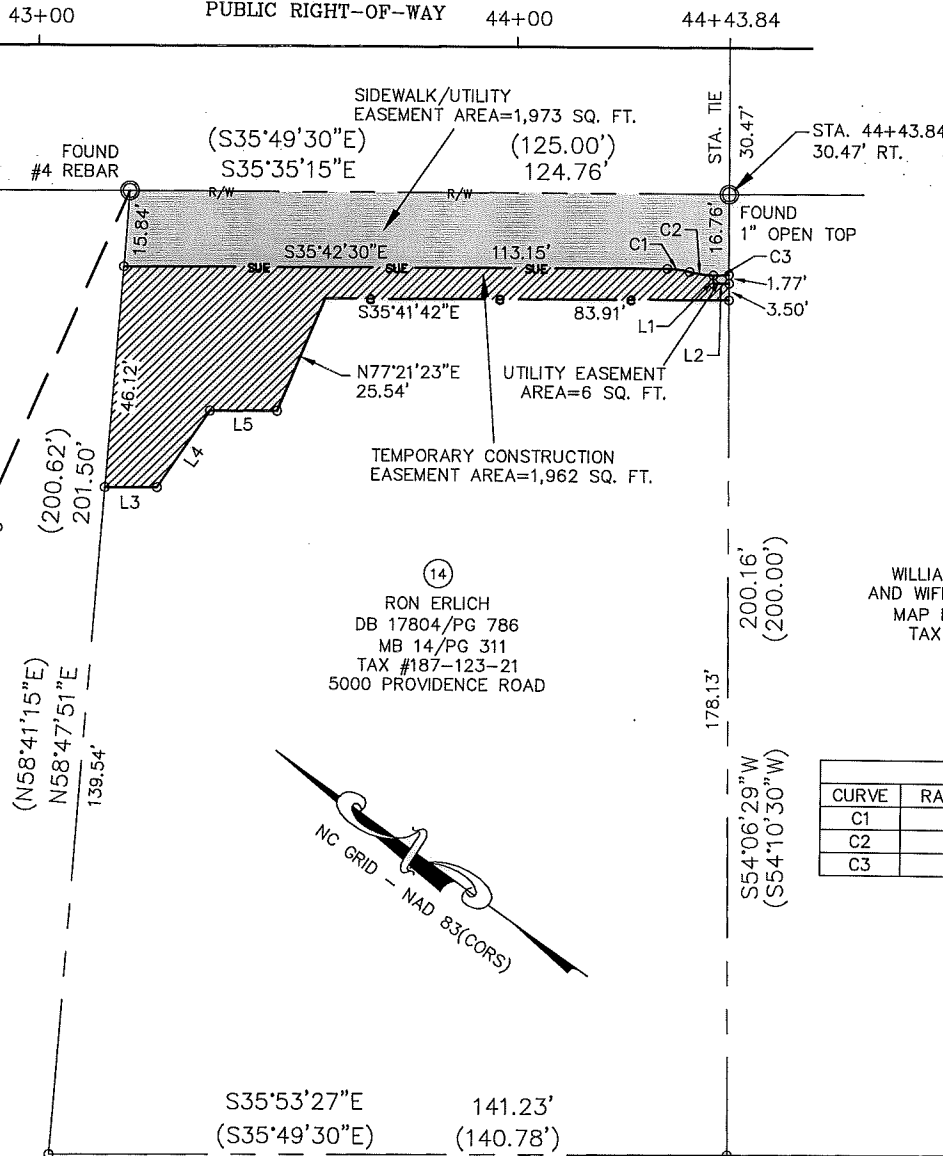 PUBLIC RIGHT-OF-WAY
43+00
44+00
44+43.84
SIDEWALK/UTILITY
EASEMENT AREA=1,973 SQ. FT.
STA. TIE
30.47'
STA. 44+43.84
30.47' RT.
FOUND
#4 REBAR
(S35°49'30"E)
(125.00')
S35°35'15"E
124.76'
R/W
R/W
FOUND
1" OPEN TOP
15.84'
16.76'
S35°42'30"E
113.15'
C1
C2
C3
SUE
SUE
SUE
1.77'
3.50'
S35°41'42"E
83.91'
L1
L2
N77°21'23"E
25.54'
UTILITY EASEMENT
AREA=6 SQ. FT.
46.12'
L5
L4
L3
TEMPORARY CONSTRUCTION
EASEMENT AREA=1,962 SQ. FT.
(200.62')
201.50'
14
RON ERLICH
DB 17804/PG 786
MB 14/PG 311
TAX #187-123-21
5000 PROVIDENCE ROAD
200.16'
(200.00')
WILLIA
AND WIF
MAP
TAX
178.13'
(N58°41'15"E)
N58°47'51"E
139.54'
S54°06'29"W
(S54°10'30"W)
CURVE RA
C1
C2
C3
NC GRID - NAD 83(CORS)
S35°53'27"E
141.23'
(S35°49'30"E)
(140.78')